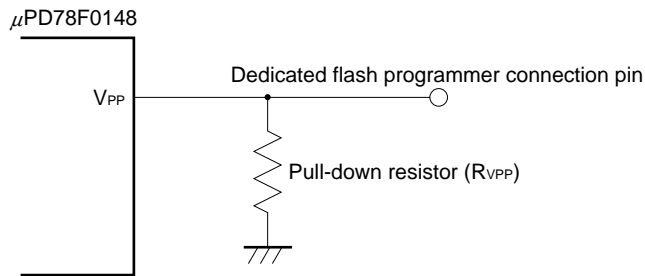 μPD78F0148
Dedicated flash programmer connection pin
VPP
Pull-down resistor (RVPP)